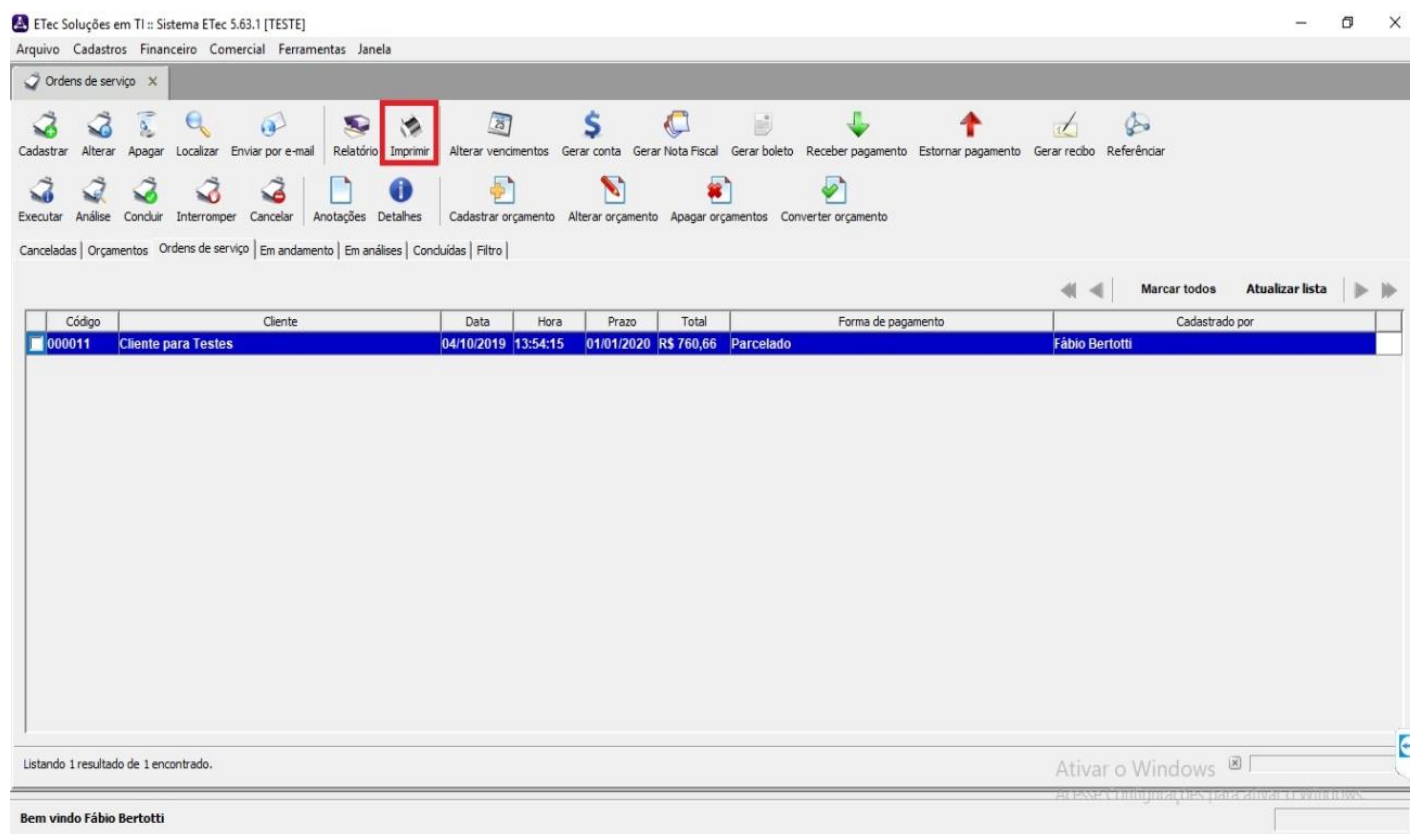 ETec Soluções em TI :: Sistema ETec 5.63.1 [TESTE]
Arquivo Cadastros Financeiro Comercial Ferramentas Janela
Ordens de serviço X
Cadastrar Alterar Apagar Localizar Enviar por e-mail Relatório Imprimir Alterar vencimentos Gerar conta Gerar Nota Fiscal Gerar boleto Receber pagamento Estornar pagamento Gerar recibo Referênciar
Executar Análise Concluir Interromper Cancelar Anotações Detalhes Cadastrar orçamento Alterar orçamento Apagar orçamentos Converter orçamento
Canceladas Orçamentos Ordens de serviço Em andamento Em análises Concluídas Filtro
Marcar todos Atualizar lista
Código Cliente Data Hora Prazo Total Forma de pagamento Cadastrado por
000011 Cliente para Testes 04/10/2019 13:54:15 01/01/2020 R$ 760,66 Parcelado Fábio Bertotti
Listando 1 resultado de 1 encontrado.
Ativar o Windows
Acesse Configurações para ativar o Windows.
Bem vindo Fábio Bertotti